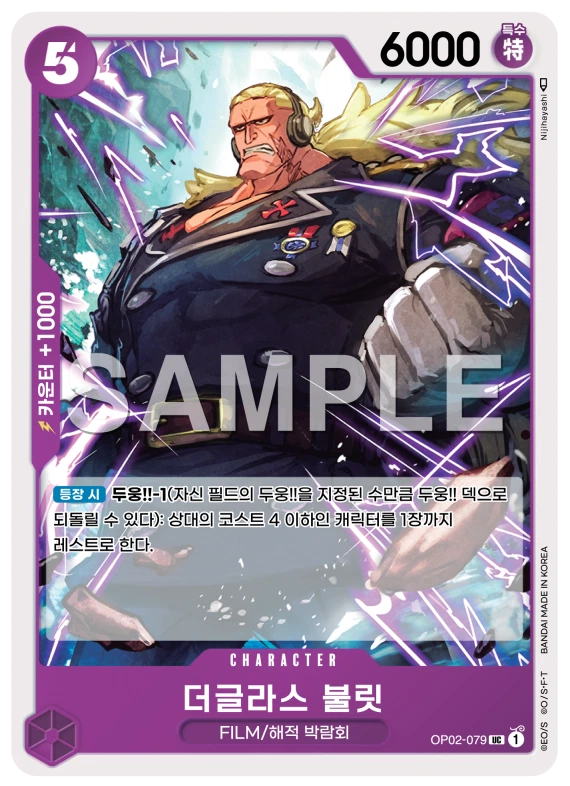 5
6000
특수
特
Nijihayashi
카운터 +1000
SAMPLE
등장 시 두웅!!-1(자신 필드의 두웅!!을 지정된 수만큼 두웅!! 덱으로
되돌릴 수 있다): 상대의 코스트 4 이하인 캐릭터를 1장까지
레스트로 한다.
CHARACTER
더글라스 불릿
FILM/해적 박람회
OP02-079 UC 1
©EO/S ©O/S·F·T BANDAI MADE IN KOREA